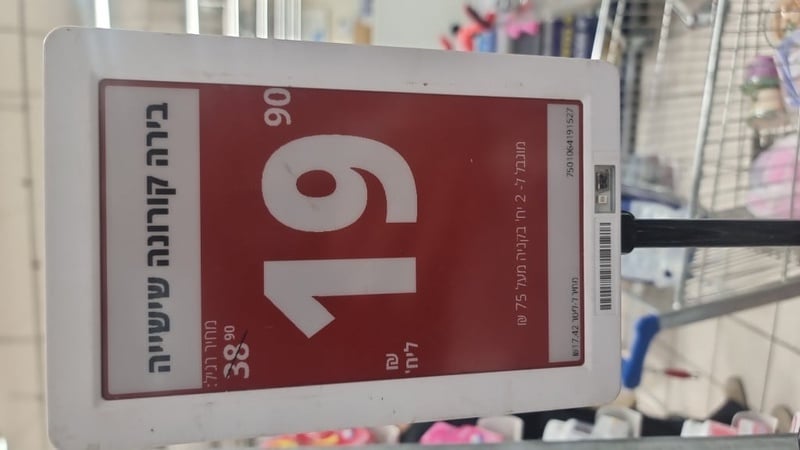 בירה קורונה שישייה
מחיר רגיל:
38 90
19 90
₪
ליח'
מוגבל ל- 2 יח' בקניה מעל 75 ₪
7501064191527
₪17.42 מחיר ל-ליטר